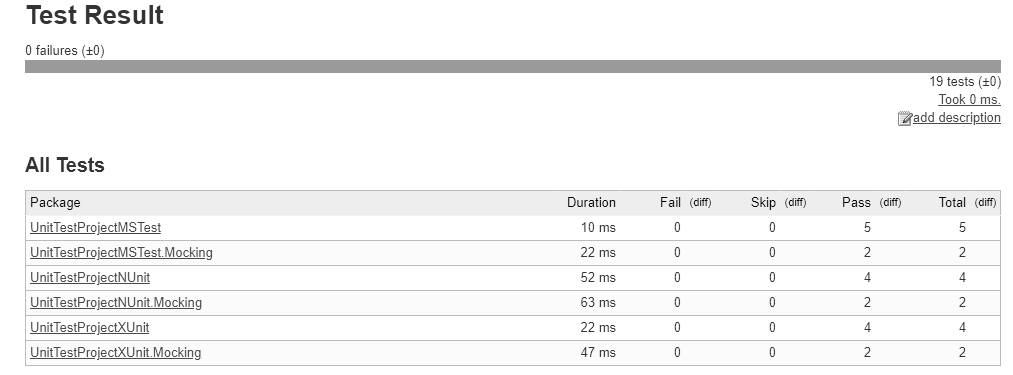 Test Result
0 failures (±0)
19 tests (±0)
Took 0 ms.
add description
All Tests
Package Duration Fail (diff) Skip (diff) Pass (diff) Total (diff)
UnitTestProjectMSTest 10 ms 0 0 5 5
UnitTestProjectMSTest.Mocking 22 ms 0 0 2 2
UnitTestProjectNUnit 52 ms 0 0 4 4
UnitTestProjectNUnit.Mocking 63 ms 0 0 2 2
UnitTestProjectXUnit 22 ms 0 0 4 4
UnitTestProjectXUnit.Mocking 47 ms 0 0 2 2